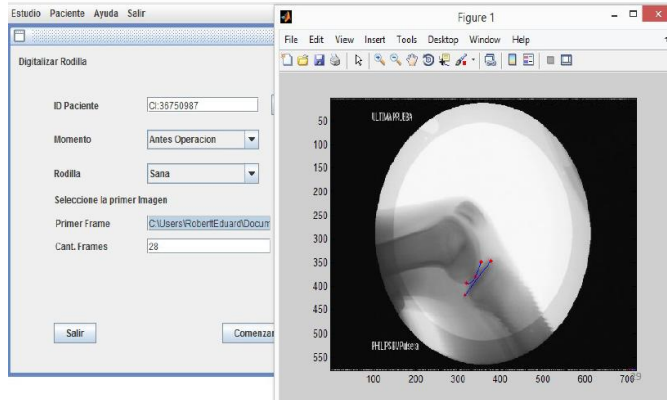 Estudio Paciente Ayuda Salir
Digitalizar Rodilla
ID Paciente CI:36750987
Momento Antes Operacion
Rodilla Sana
Seleccione la primer Imagen
Primer Frame C:\Users\RobertEduard\Docum
Cant. Frames 28
Salir Comenzar
Figure 1
File Edit View Insert Tools Desktop Window Help
ULTIMA PRUEBA
50
100
150
200
250
300
350
400
450
500
550
100 200 300 400 500 600 700